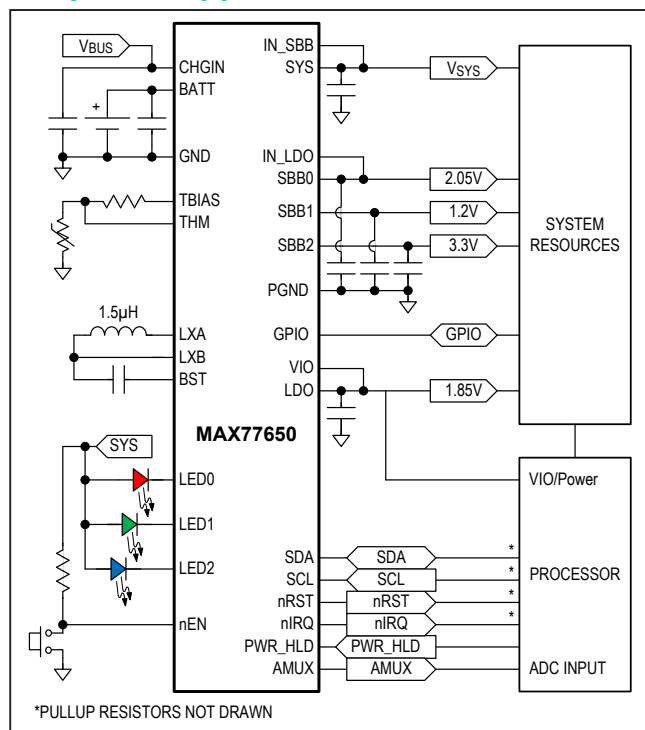 VBUS
CHGIN
BATT
+
GND
TBIAS
THM
1.5µH
LXA
LXB
BST
MAX77650
SYS
LED0
LED1
LED2
nEN
IN_SBB
SYS
VSYS
IN_LDO
SBB0
2.05V
SBB1
1.2V
SBB2
3.3V
PGND
GPIO
GPIO
VIO
LDO
1.85V
SYSTEM
RESOURCES
VIO/Power
SDA
SDA
*
SCL
SCL
*
nRST
nRST
*
nIRQ
nIRQ
*
PWR_HLD
PWR_HLD
AMUX
AMUX
PROCESSOR
ADC INPUT
*PULLUP RESISTORS NOT DRAWN